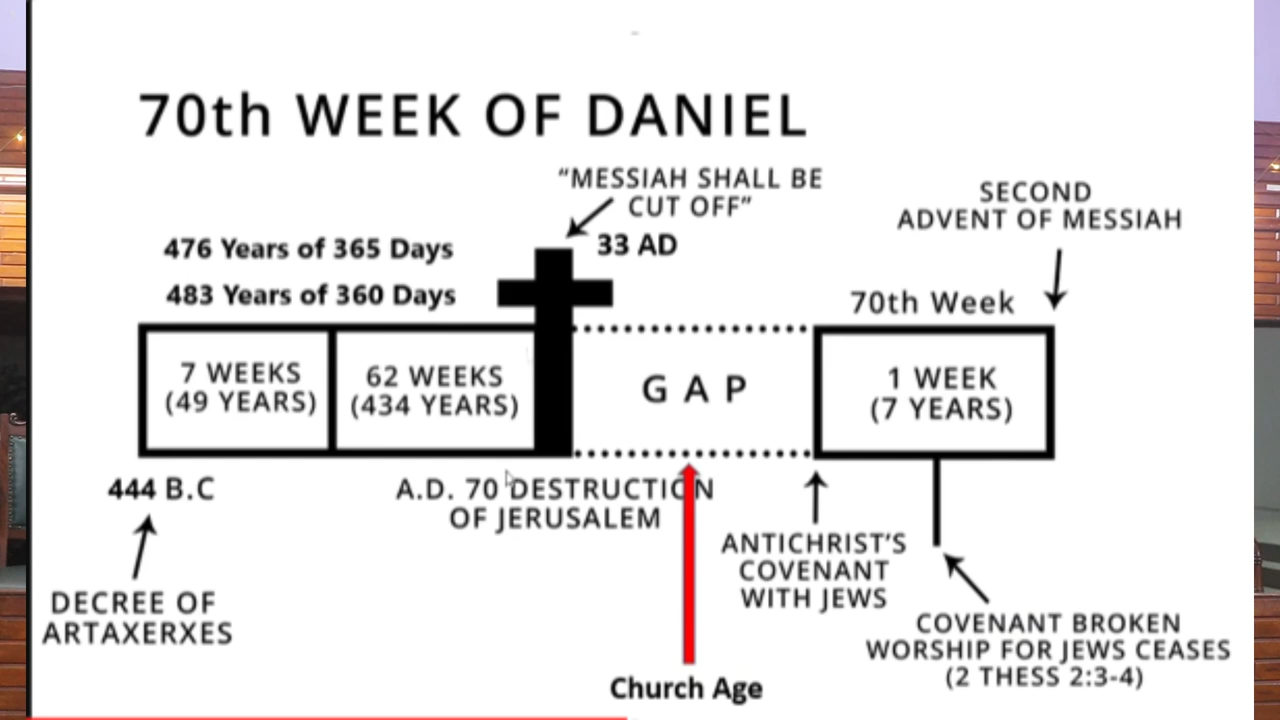 70th WEEK OF DANIEL
"MESSIAH SHALL BE
CUT OFF"
33 AD
SECOND
ADVENT OF MESSIAH
476 Years of 365 Days
483 Years of 360 Days
70th Week
7 WEEKS
(49 YEARS)
62 WEEKS
(434 YEARS)
GAP
1 WEEK
(7 YEARS)
444 B.C
A.D. 70 DESTRUCTION
OF JERUSALEM
DECREE OF
ARTAXERXES
ANTICHRIST'S
COVENANT
WITH JEWS
COVENANT BROKEN
WORSHIP FOR JEWS CEASES
(2 THESS 2:3-4)
Church Age